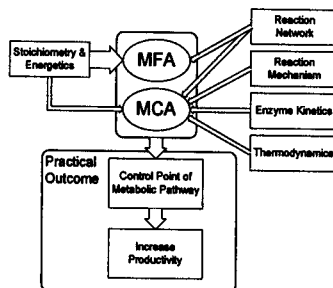 Stoichiometry &
Energetics
MFA
MCA
Reaction
Network
Reaction
Mechanism
Enzyme Kinetics
Thermodynamics
Practical
Outcome
Control Point of
Metabolic Pathway
Increase
Productivity